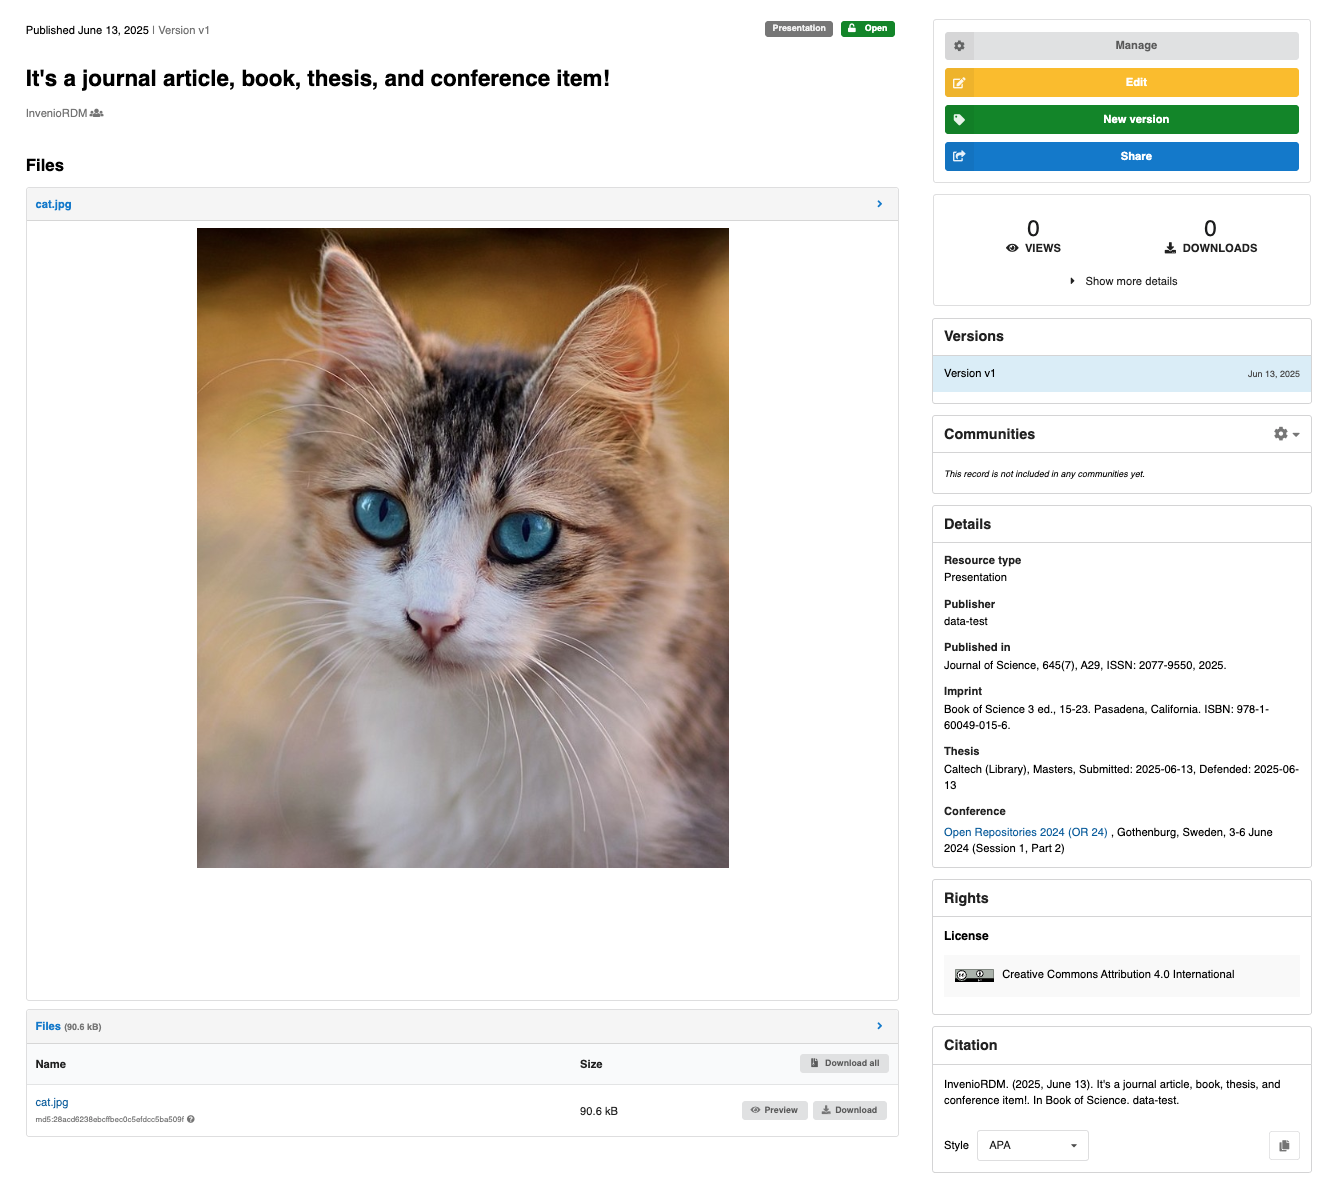 Published June 13, 2025 | Version v1
Presentation
Open
It's a journal article, book, thesis, and conference item!
InvenioRDM
Files
cat.jpg
Files (90.6 kB)
Name
Size
Download all
cat.jpg
md5:28acd6238ebcffbec0c5efdcc5ba509f
90.6 kB
Preview
Download
Manage
Edit
New version
Share
0
VIEWS
0
DOWNLOADS
Show more details
Versions
Version v1
Jun 13, 2025
Communities
This record is not included in any communities yet.
Details
Resource type
Presentation
Publisher
data-test
Published in
Journal of Science, 645(7), A29, ISSN: 2077-9550, 2025.
Imprint
Book of Science 3 ed., 15-23. Pasadena, California. ISBN: 978-1-
60049-015-6.
Thesis
Caltech (Library), Masters, Submitted: 2025-06-13, Defended: 2025-06-
13
Conference
Open Repositories 2024 (OR 24) , Gothenburg, Sweden, 3-6 June
2024 (Session 1, Part 2)
Rights
License
Creative Commons Attribution 4.0 International
Citation
InvenioRDM. (2025, June 13). It's a journal article, book, thesis, and
conference item!. In Book of Science. data-test.
Style
APA